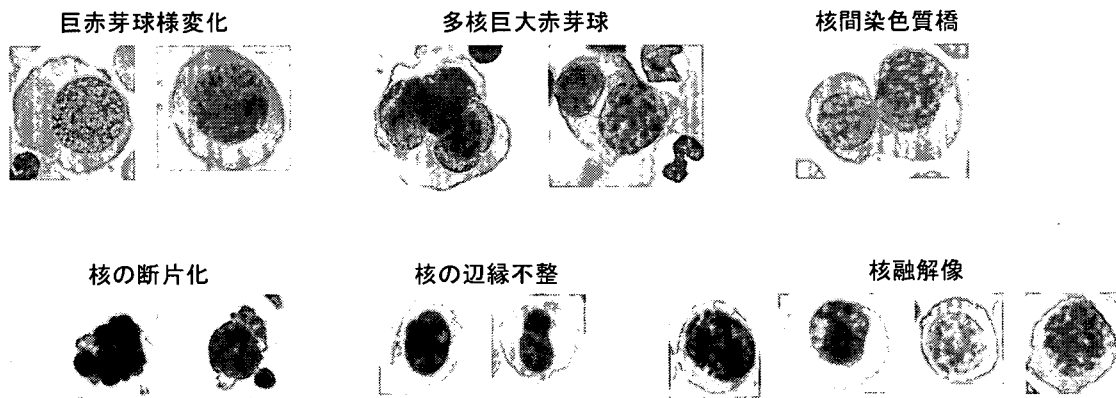 巨赤芽球様変化
多核巨大赤芽球
核間染色質橋
核の断片化
核の辺縁不整
核融解像